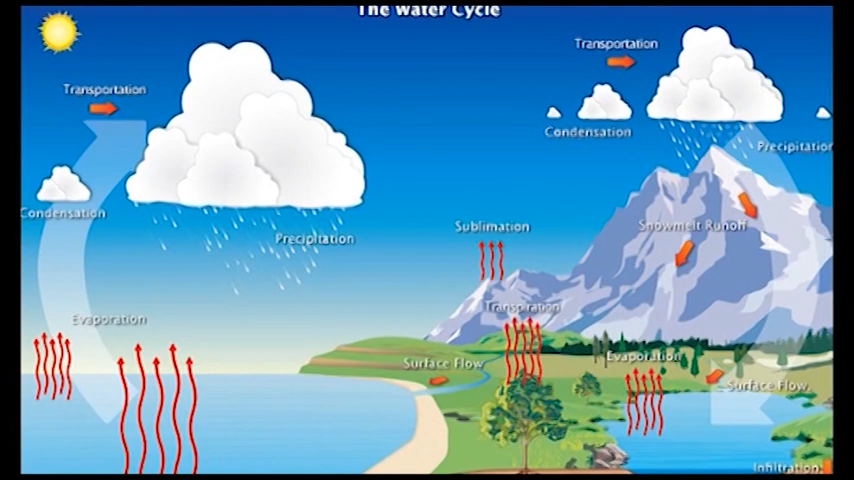 The Water Cycle
Transportation
Transportation
Condensation
Precipitation
Condensation
Precipitation
Sublimation
Snowmelt Runoff
Transpiration
Evaporation
Evaporation
Surface Flow
Surface Flow
Infiltration